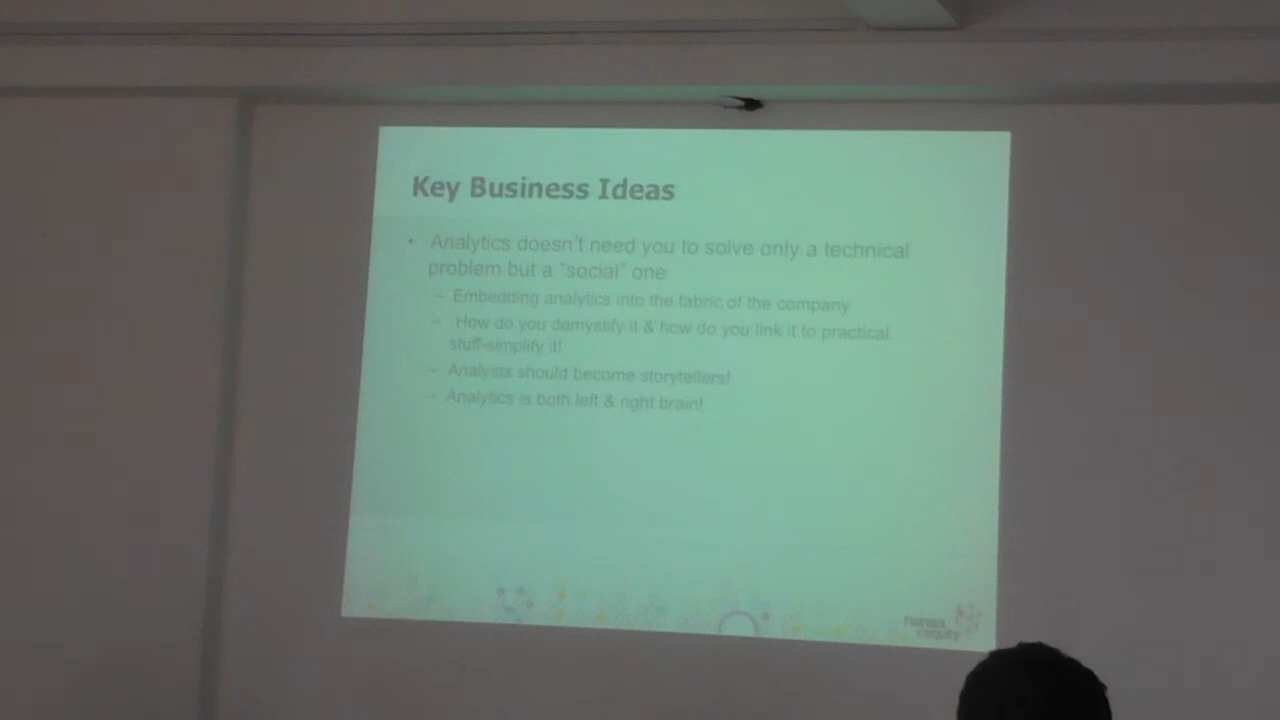 Key Business Ideas
• Analytics doesn't need you to solve only a technical
problem but a "social" one
– Embedding analytics into the fabric of the company
– How do you demystify it & how do you link it to practical
stuff-simplify it!
– Analysts should become storytellers!
– Analytics is both left & right brain!
hansa
cequity